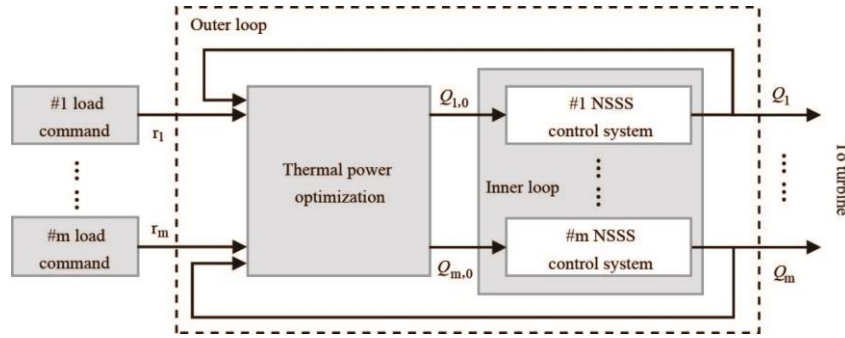 Outer loop
#1 load
command
r1
#m load
command
rm
Thermal power
optimization
Q1,0
Qm,0
#1 NSSS
control system
Inner loop
#m NSSS
control system
Q1
Qm
To turbine